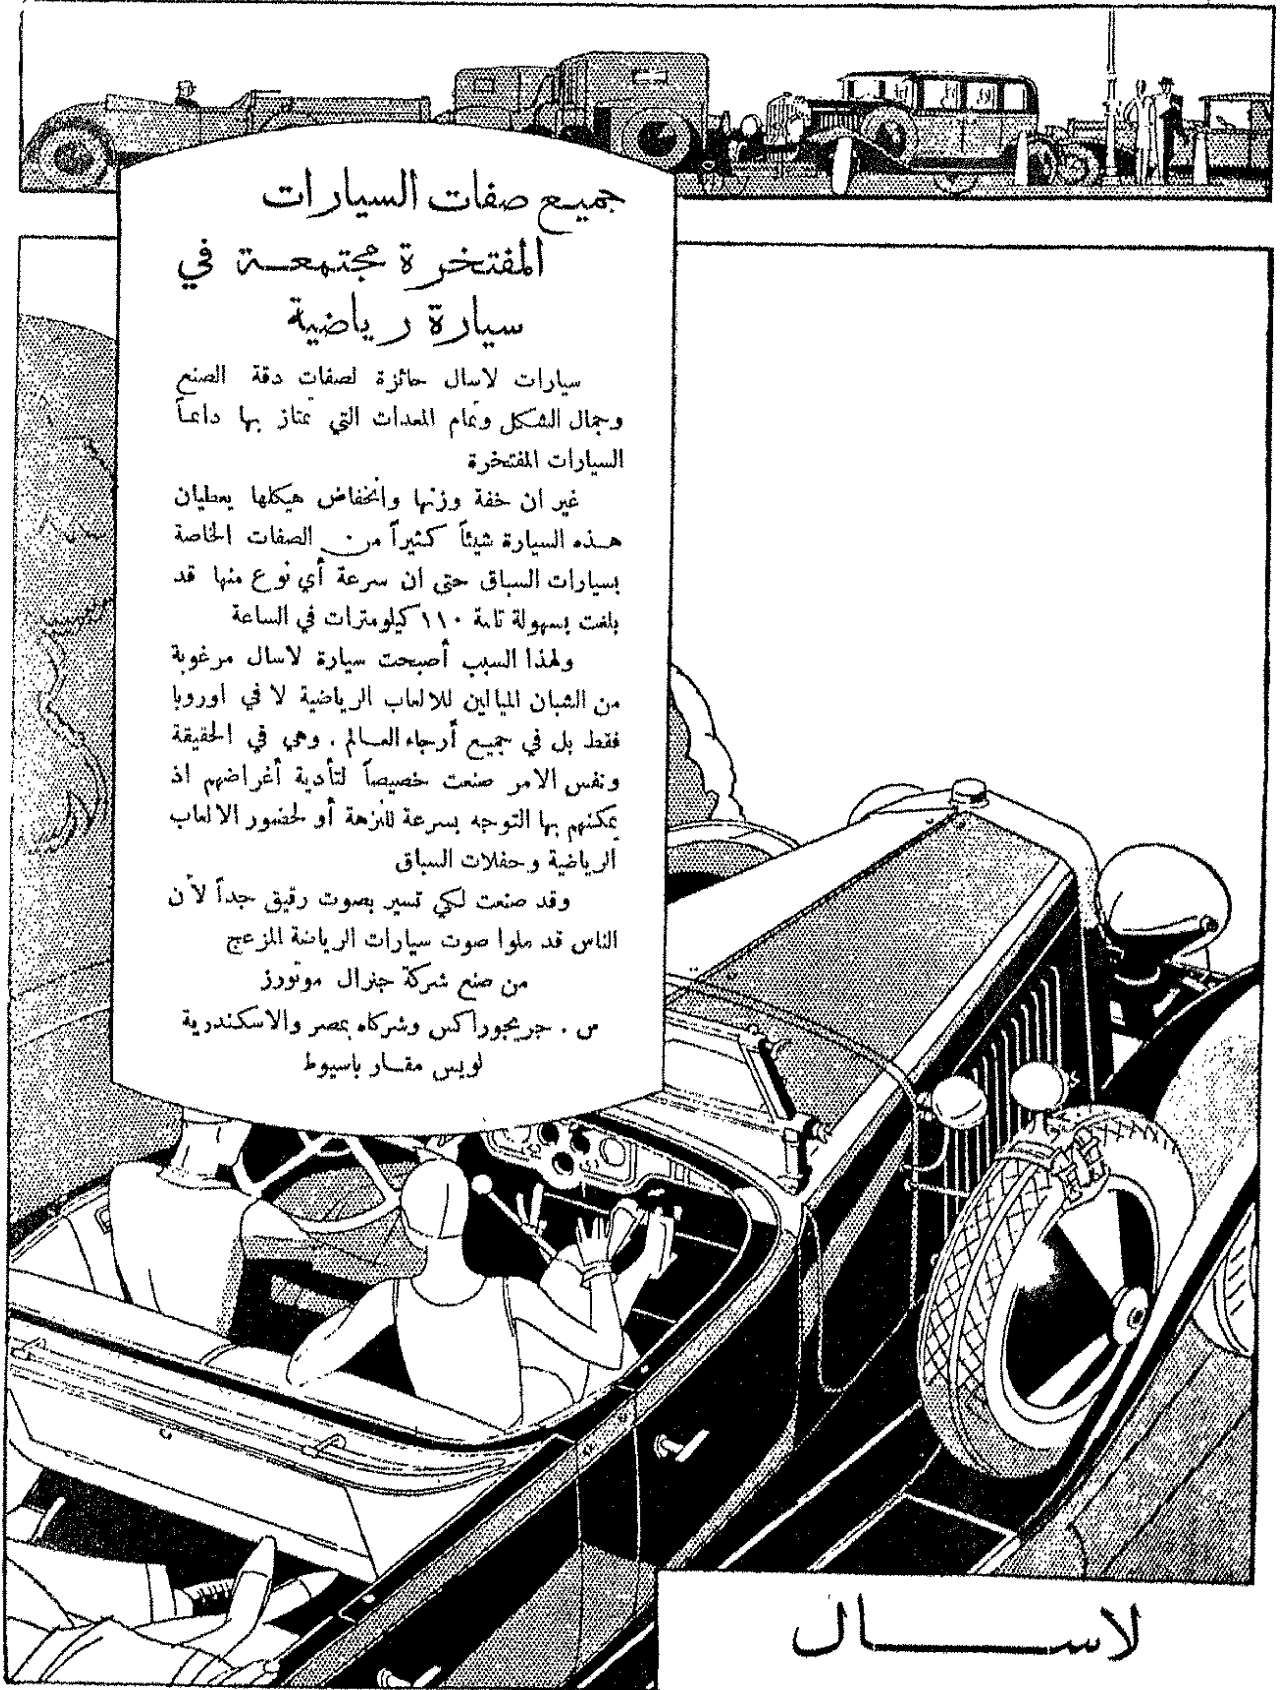 جميع صفات السيارات
المفتخرة مجتمعة في
سيارة رياضية
سيارات لاسال حائزة لصفات دقة الصنع
وجمال الشكل وتمام المعدات التي تمتاز بها دائماً
السيارات المفتخرة
غير ان خفة وزنها وانخفاض هيكلها يعطيان
هذه السيارة شيئاً كثيراً من الصفات الخاصة
بسيارات السباق حتى ان سرعة أي نوع منها قد
بلغت بسهولة تامة ١١٠ كيلومترات في الساعة
ولهذا السبب أصبحت سيارة لاسال مرغوبة
من الشبان الميالين للالعاب الرياضية لا في اوروبا
فقط بل في جميع أرجاء العالم . وهي في الحقيقة
ونفس الامر صنعت خصيصاً لتأدية أغراضهم اذ
يمكنهم بها التوجه بسرعة للنزهة أو لحضور الالعاب
الرياضية وحفلات السباق
وقد صنعت لكي تسير بصوت رقيق جداً لأن
الناس قد ملوا صوت سيارات الرياضة المزعج
من صنع شركة جنرال موتورز
س . جريجوراكس وشركاه بمصر والاسكندرية
لويس مقار باسيوط
لاسال